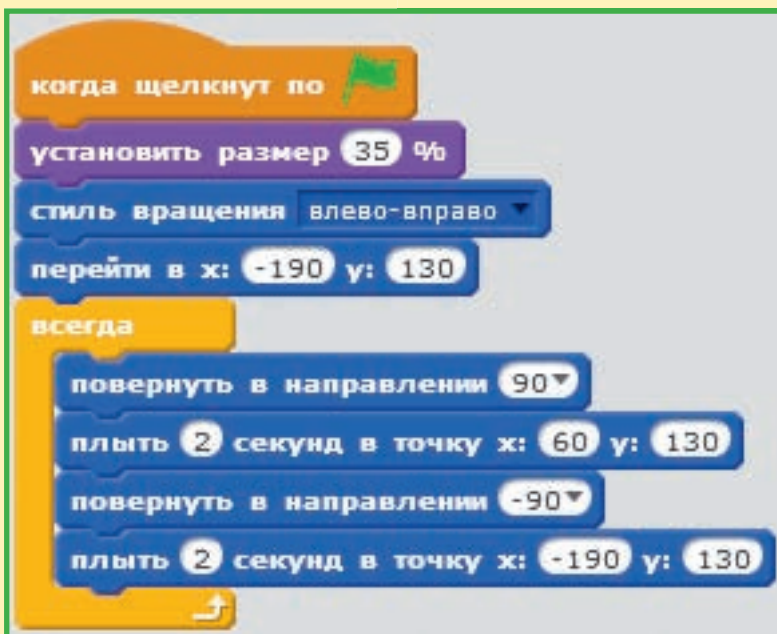 когда щелкнут по
установить размер 35 %
стиль вращения влево-вправо
перейти в x: -190 y: 130
всегда
повернуть в направлении 90
плыть 2 секунд в точку x: 60 y: 130
повернуть в направлении -90
плыть 2 секунд в точку x: -190 y: 130